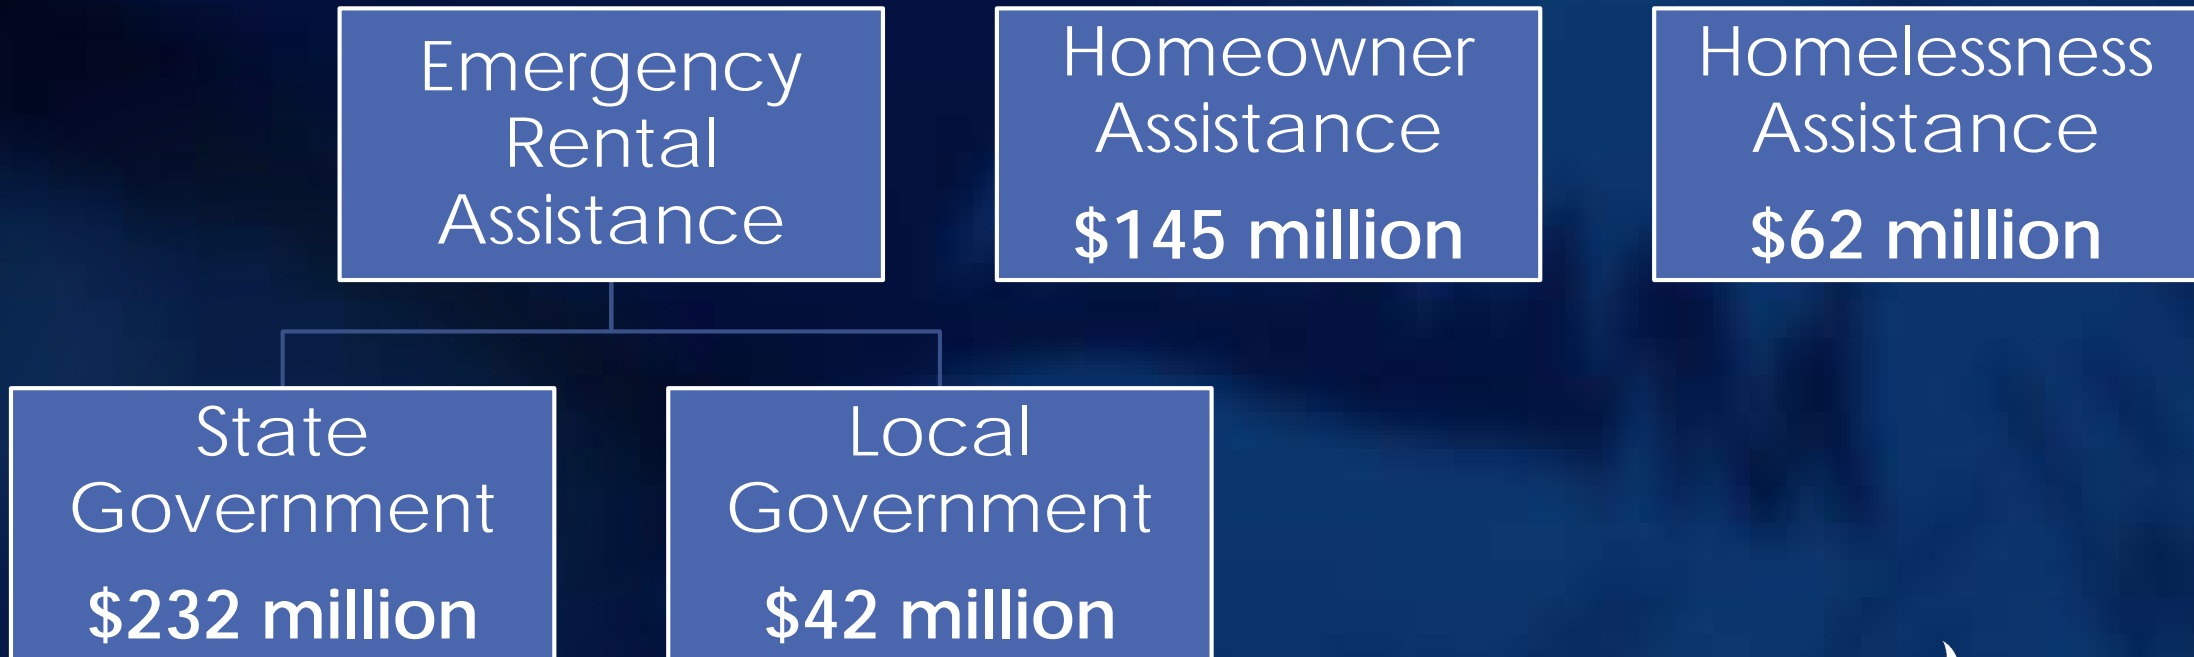 Emergency
Rental
Assistance
Homeowner
Assistance
$145 million
Homelessness
Assistance
$62 million
State
Government
$232 million
Local
Government
$42 million